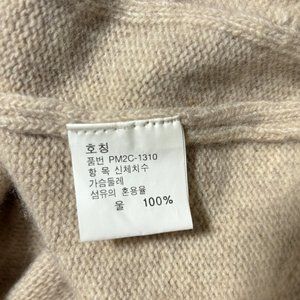 호칭
품번 PM2C-1310
항 목 신체치수
가슴둘레
섬유의 혼용율
울 100%